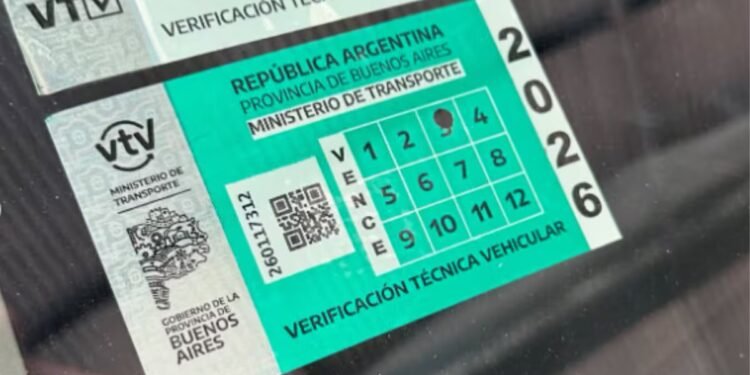 VTV
VERIFICACIÓN TÉCNICA
REPÚBLICA ARGENTINA
PROVINCIA DE BUENOS AIRES
MINISTERIO DE TRANSPORTE
2026
vtv
MINISTERIO DE
TRANSPORTE
GOBIERNO DE LA
PROVINCIA DE
BUENOS
AIRES
260117312
VENCE
1 2 4
5 6 7 8
9 10 11 12
VERIFICACIÓN TÉCNICA VEHICULAR